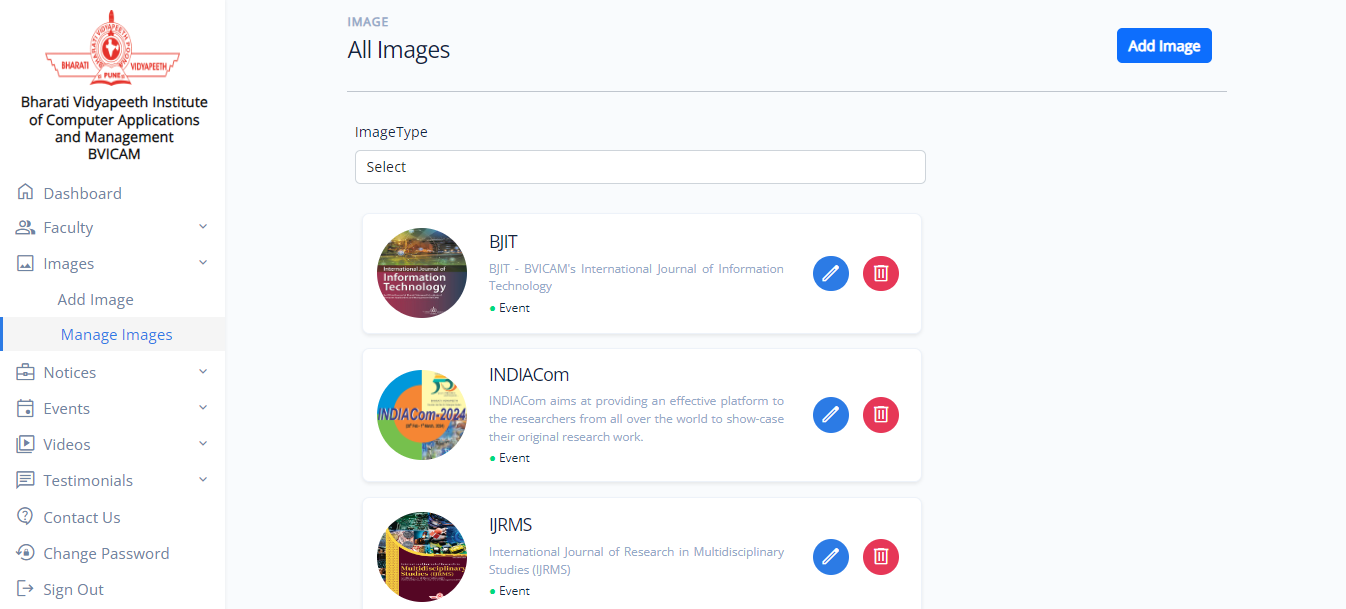 BHARATI VIDYAPEETH
PUNE
Bharati Vidyapeeth Institute
of Computer Applications
and Management
BVICAM
Dashboard
Faculty
Images
Add Image
Manage Images
Notices
Events
Videos
Testimonials
Contact Us
Change Password
Sign Out
IMAGE
All Images
Add Image
ImageType
Select
International Journal of
Information
Technology
BJIT
BJIT - BVICAM's International Journal of Information
Technology
Event
INDIACom-2024
INDIACom
INDIACom aims at providing an effective platform to
the researchers from all over the world to show-case
their original research work.
Event
Multidisciplinary
Studies (IJRMS)
IJRMS
International Journal of Research in Multidisciplinary
Studies (IJRMS)
Event